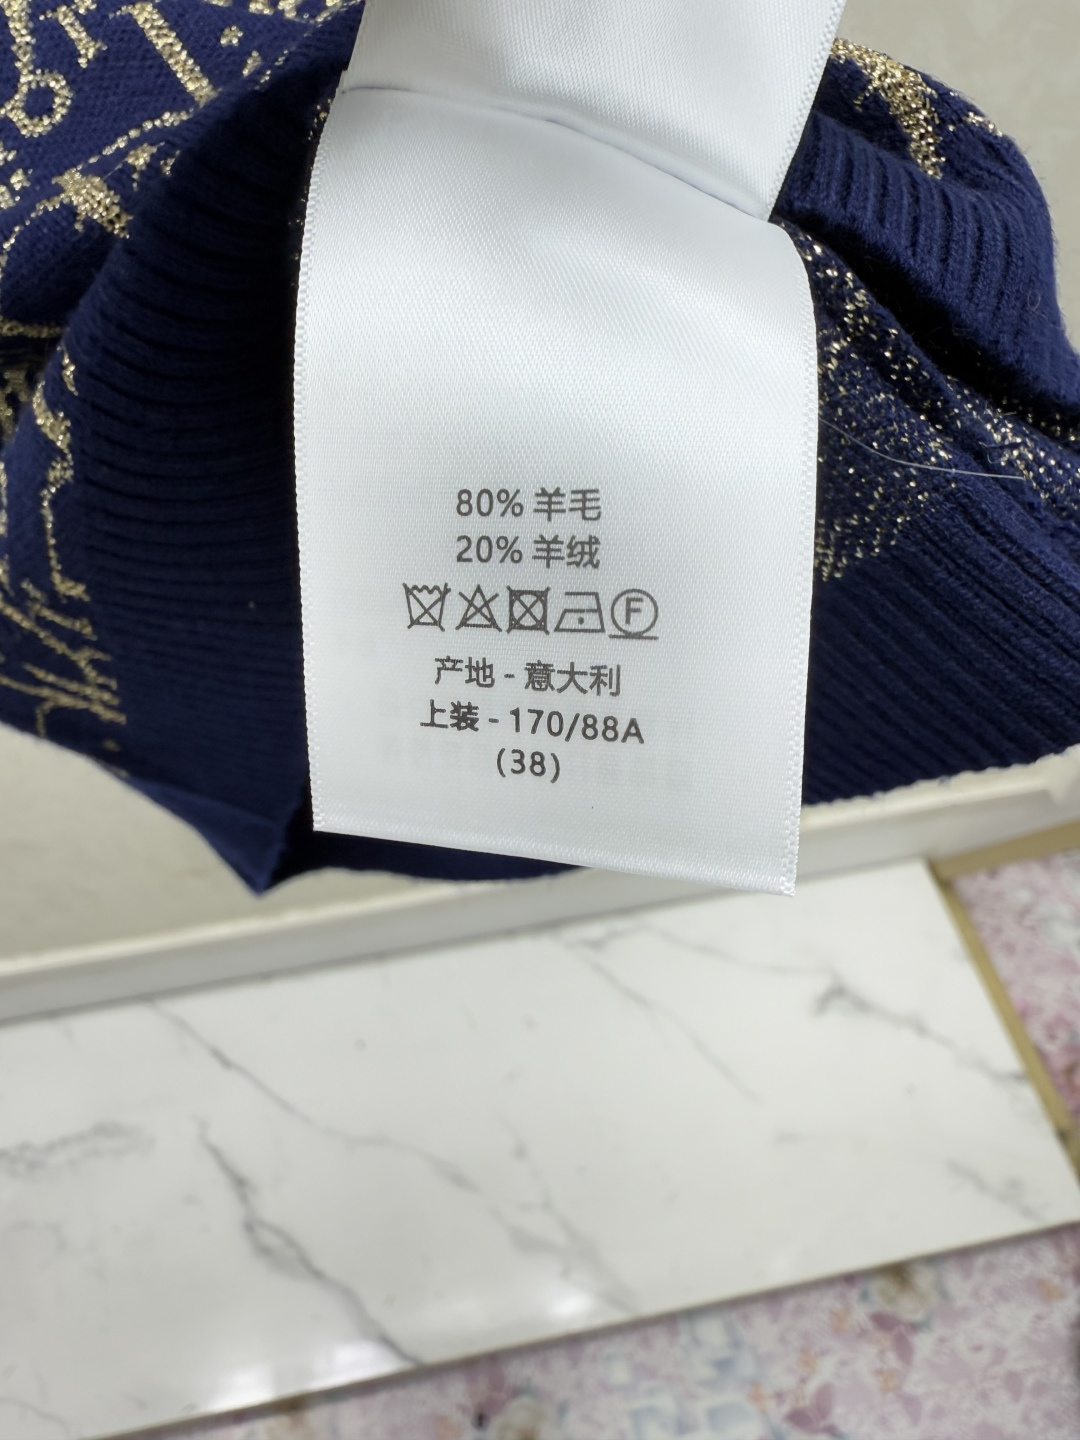 80% 羊毛
20% 羊绒
F
产地 - 意大利
上装 - 170/88A
(38)